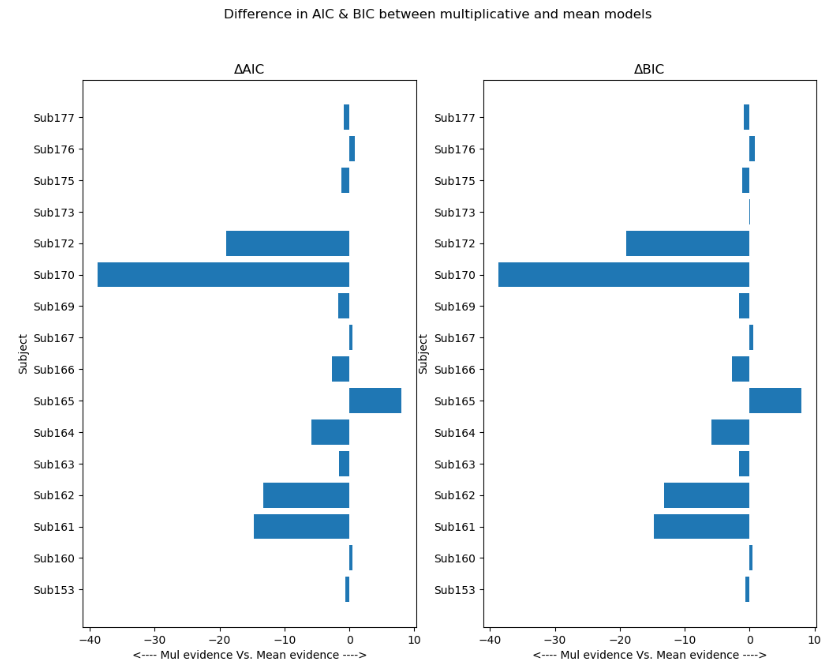 Difference in AIC & BIC between multiplicative and mean models
ΔAIC
Subject
Sub177
Sub176
Sub175
Sub173
Sub172
Sub170
Sub169
Sub167
Sub166
Sub165
Sub164
Sub163
Sub162
Sub161
Sub160
Sub153
−40 −30 −20 −10 0 10
<---- Mul evidence Vs. Mean evidence ---->
ΔBIC
Subject
Sub177
Sub176
Sub175
Sub173
Sub172
Sub170
Sub169
Sub167
Sub166
Sub165
Sub164
Sub163
Sub162
Sub161
Sub160
Sub153
−40 −30 −20 −10 0 10
<---- Mul evidence Vs. Mean evidence ---->